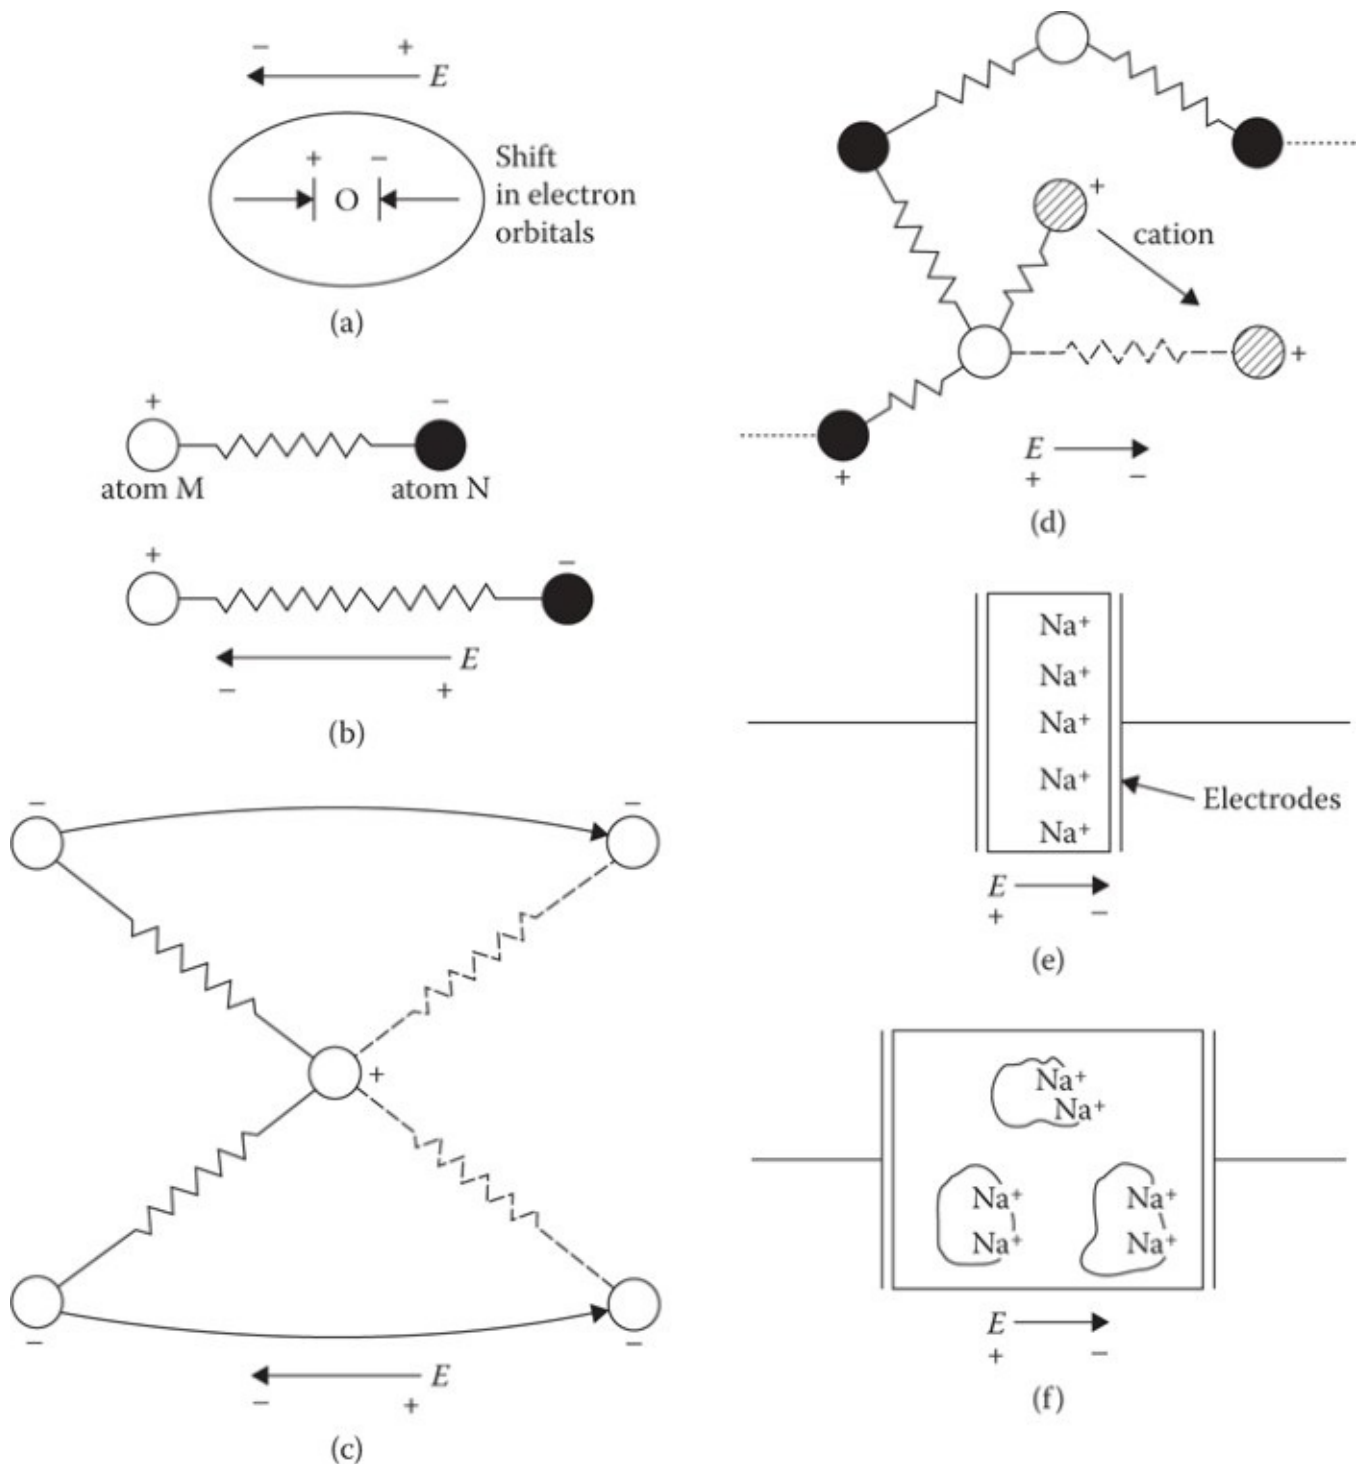 − +
E
+ −
O
Shift
in electron
orbitals
(a)
+ −
atom M atom N
+ −
E
− +
(b)
− −
+
− −
E
− +
(c)
+
cation
+
+
E
+ −
(d)
Na+
Na+
Na+
Na+
Na+
Electrodes
E
+ −
(e)
Na+
Na+
Na+ Na+
Na+ Na+
E
+ −
(f)